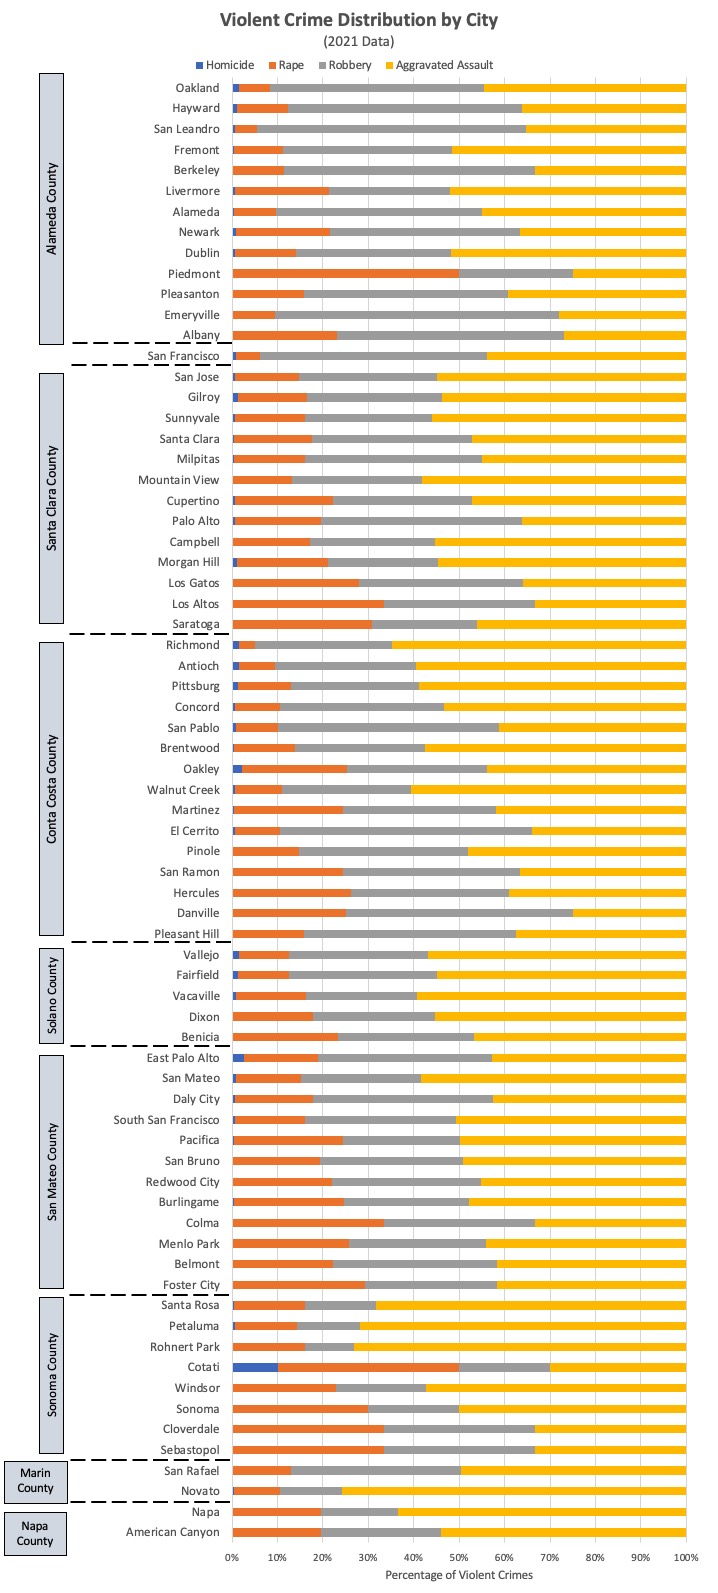 Violent Crime Distribution by City
(2021 Data)
Homicide Rape Robbery Aggravated Assault
Alameda County
Oakland
Hayward
San Leandro
Fremont
Berkeley
Livermore
Alameda
Newark
Dublin
Piedmont
Pleasanton
Emeryville
Albany
San Francisco
Santa Clara County
San Jose
Gilroy
Sunnyvale
Santa Clara
Milpitas
Mountain View
Cupertino
Palo Alto
Campbell
Morgan Hill
Los Gatos
Los Altos
Saratoga
Conta Costa County
Richmond
Antioch
Pittsburg
Concord
San Pablo
Brentwood
Oakley
Walnut Creek
Martinez
El Cerrito
Pinole
San Ramon
Hercules
Danville
Pleasant Hill
Solano County
Vallejo
Fairfield
Vacaville
Dixon
Benicia
San Mateo County
East Palo Alto
San Mateo
Daly City
South San Francisco
Pacifica
San Bruno
Redwood City
Burlingame
Colma
Menlo Park
Belmont
Foster City
Sonoma County
Santa Rosa
Petaluma
Rohnert Park
Cotati
Windsor
Sonoma
Cloverdale
Sebastopol
Marin
County
San Rafael
Novato
Napa
County
Napa
American Canyon
0% 10% 20% 30% 40% 50% 60% 70% 80% 90% 100%
Percentage of Violent Crimes